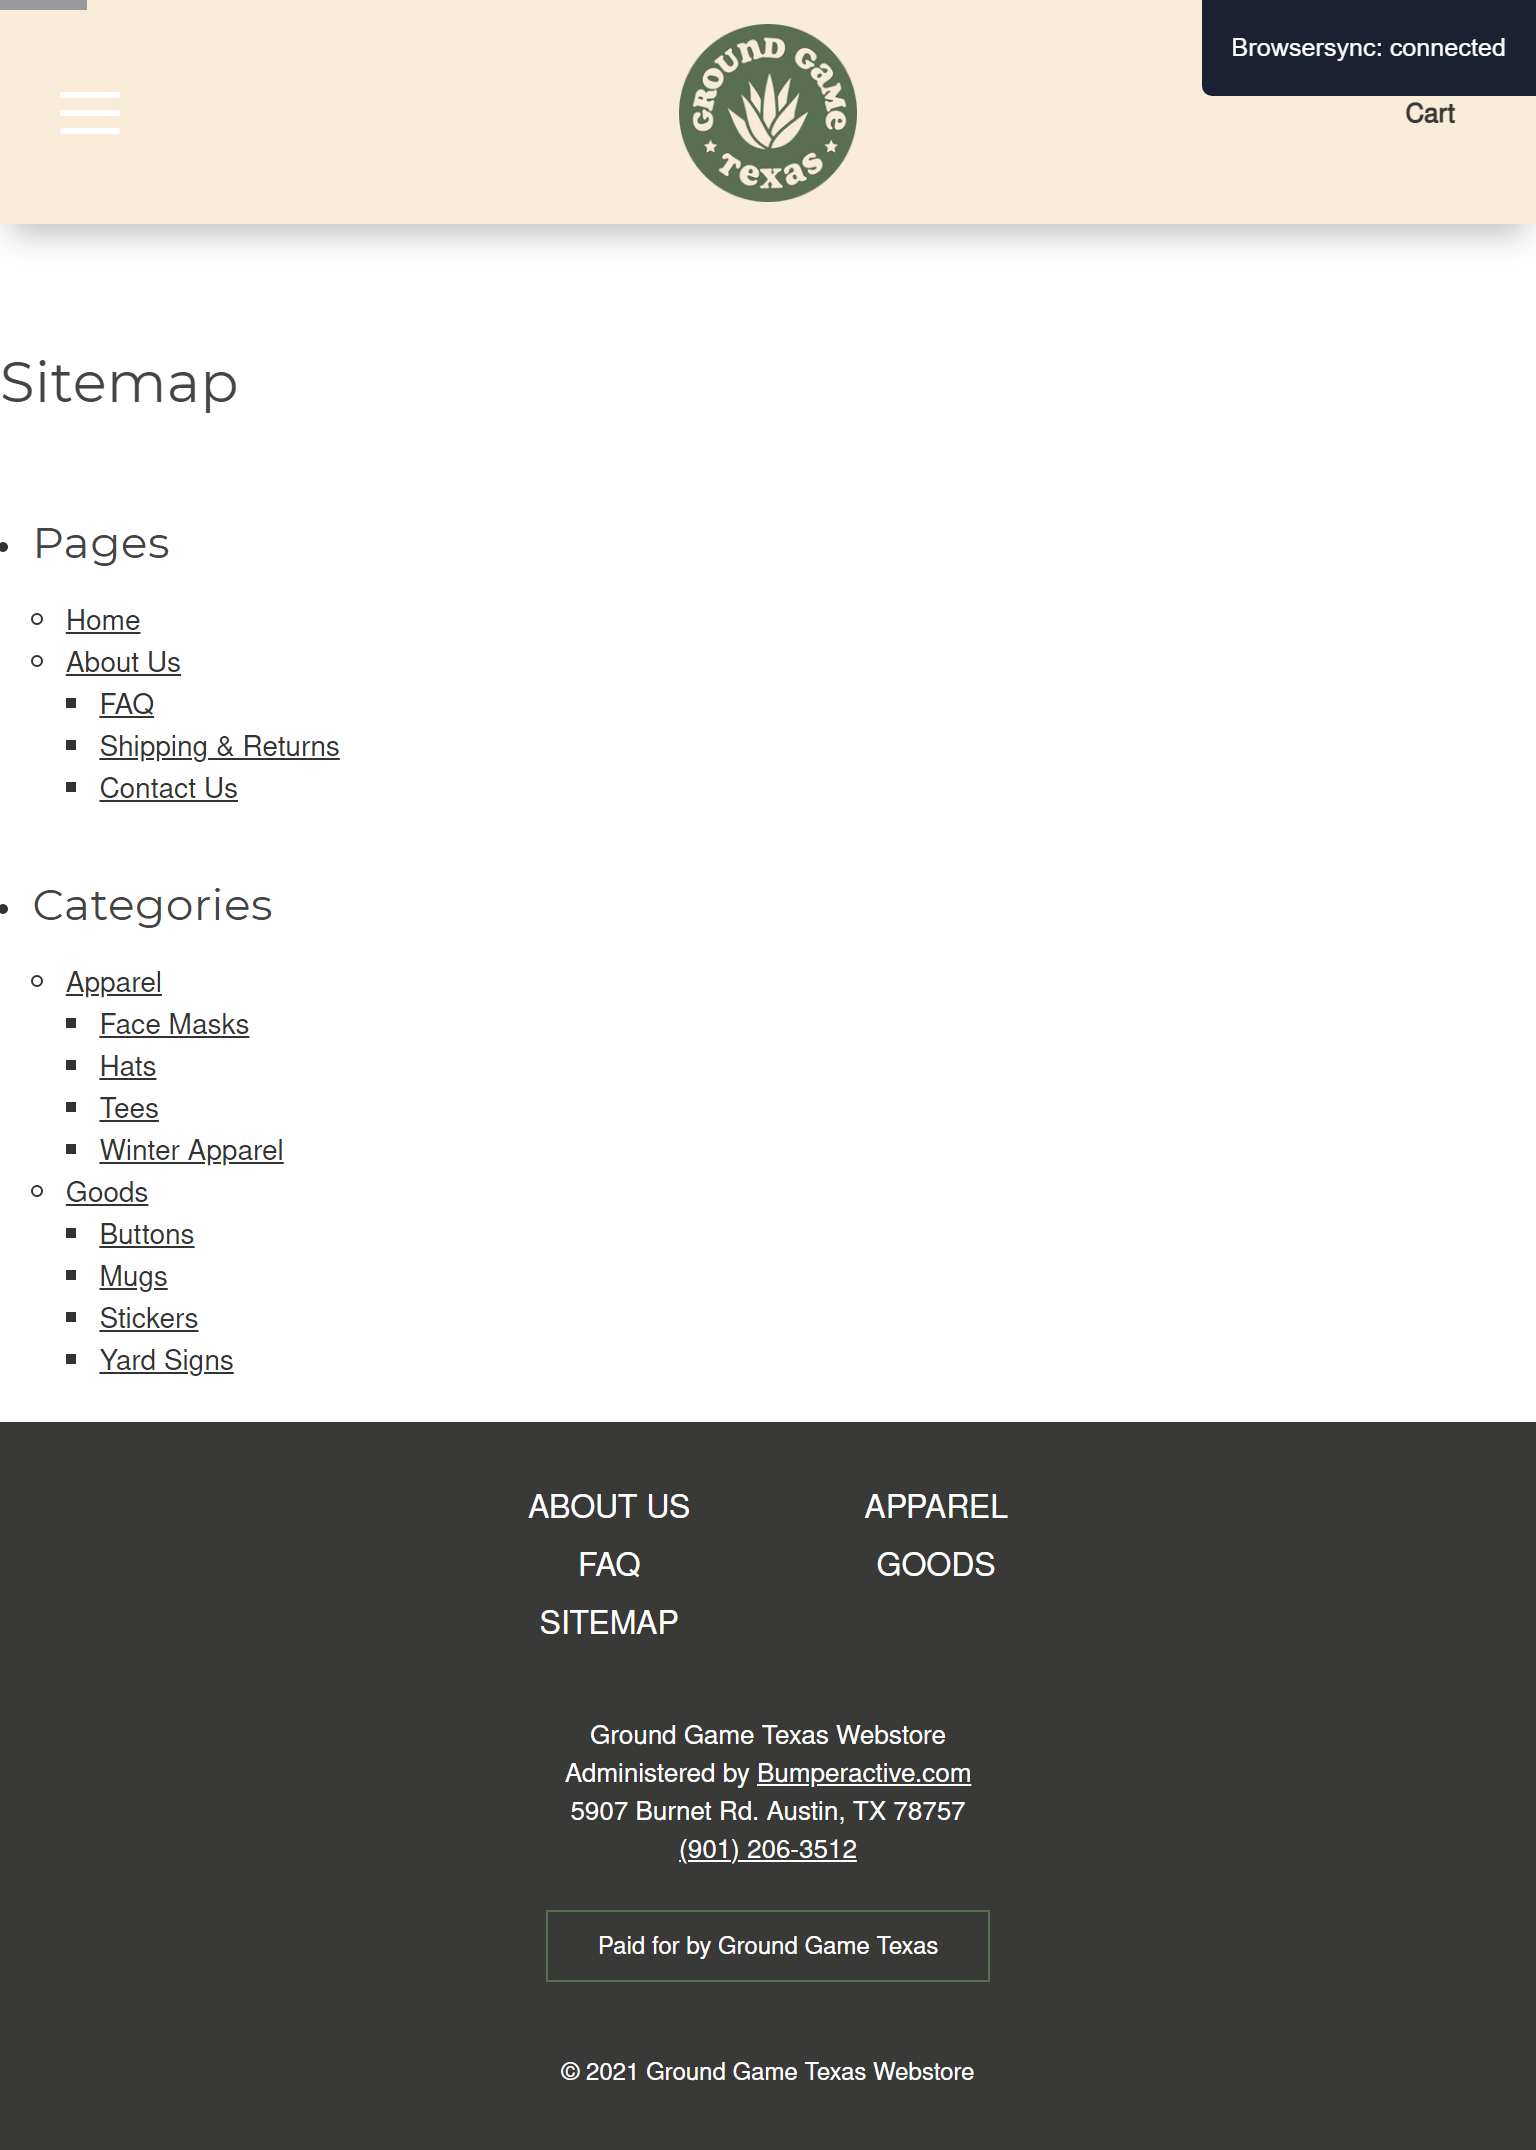 GROUND GAME
TEXAS
Browsersync: connected
Cart
Sitemap
Pages
Home
About Us
FAQ
Shipping & Returns
Contact Us
Categories
Apparel
Face Masks
Hats
Tees
Winter Apparel
Goods
Buttons
Mugs
Stickers
Yard Signs
ABOUT US
APPAREL
FAQ
GOODS
SITEMAP
Ground Game Texas Webstore
Administered by Bumperactive.com
5907 Burnet Rd. Austin, TX 78757
(901) 206-3512
Paid for by Ground Game Texas
© 2021 Ground Game Texas Webstore